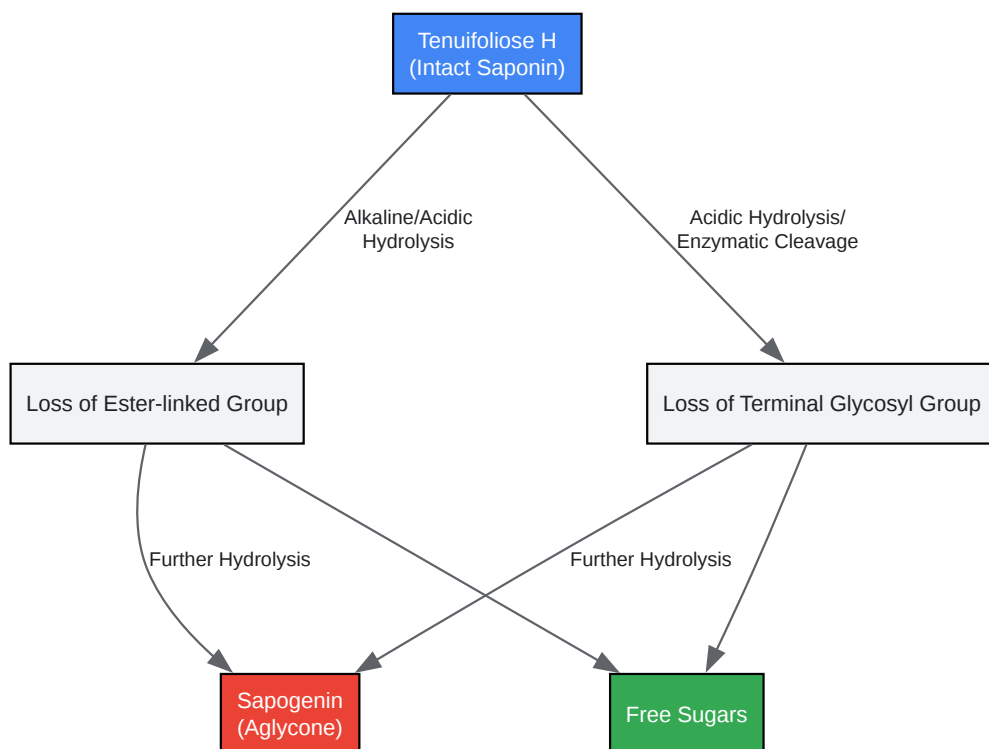 Tenuifoliose H
(Intact Saponin)
Alkaline/Acidic
Hydrolysis
Acidic Hydrolysis/
Enzymatic Cleavage
Loss of Ester-linked Group
Loss of Terminal Glycosyl Group
Further Hydrolysis
Further Hydrolysis
Sapogenin
(Aglycone)
Free Sugars